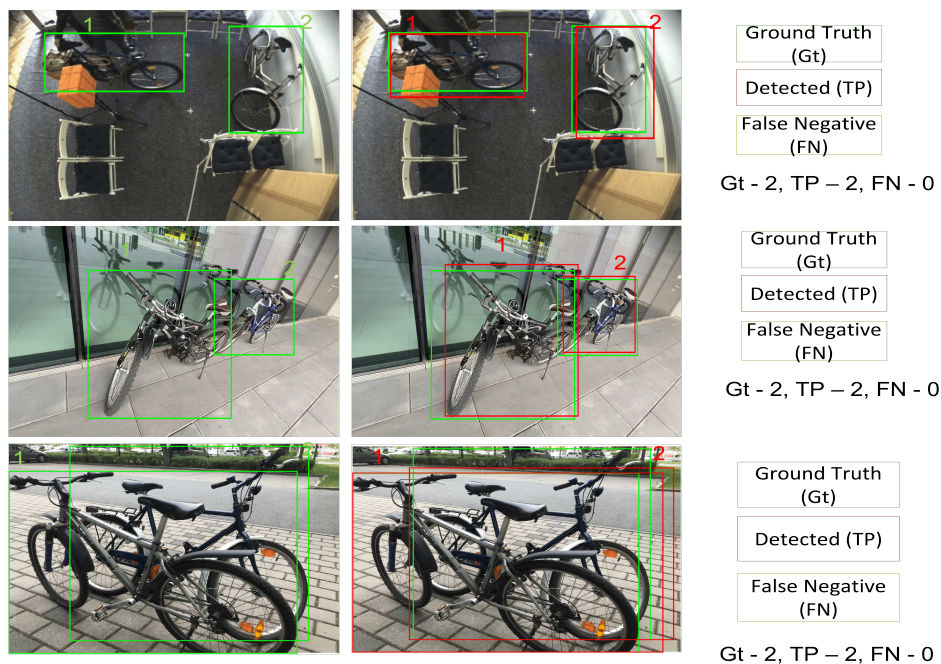 1
2
1
2
Ground Truth
(Gt)
Detected (TP)
False Negative
(FN)
Gt - 2, TP – 2, FN - 0
1
2
1
2
Ground Truth
(Gt)
Detected (TP)
False Negative
(FN)
Gt - 2, TP – 2, FN - 0
1
2
1
2
Ground Truth
(Gt)
Detected (TP)
False Negative
(FN)
Gt - 2, TP – 2, FN - 0